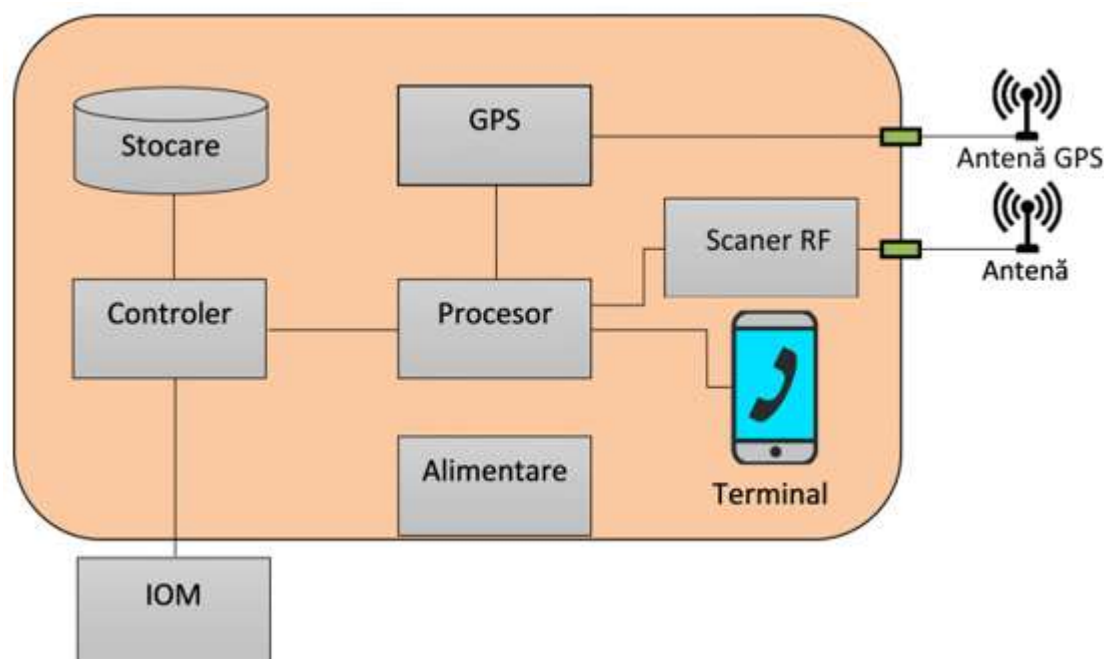 Stocare
GPS
Antenă GPS
Scaner RF
Antenă
Controler
Procesor
Alimentare
Terminal
IOM